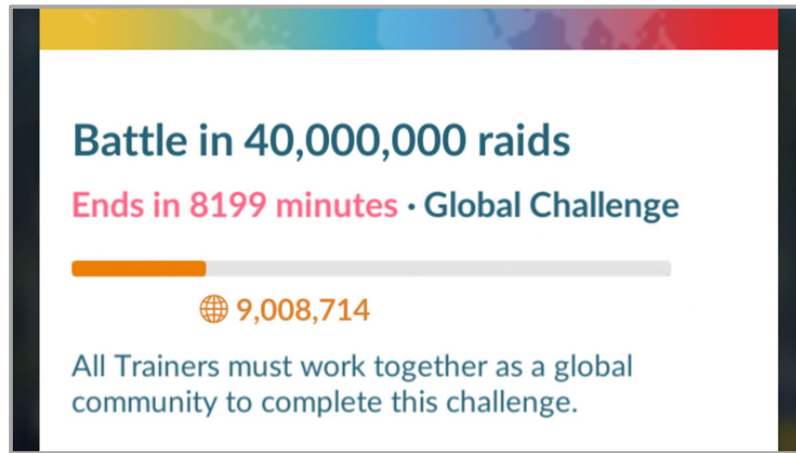 Battle in 40,000,000 raids
Ends in 8199 minutes · Global Challenge
9,008,714
All Trainers must work together as a global
community to complete this challenge.